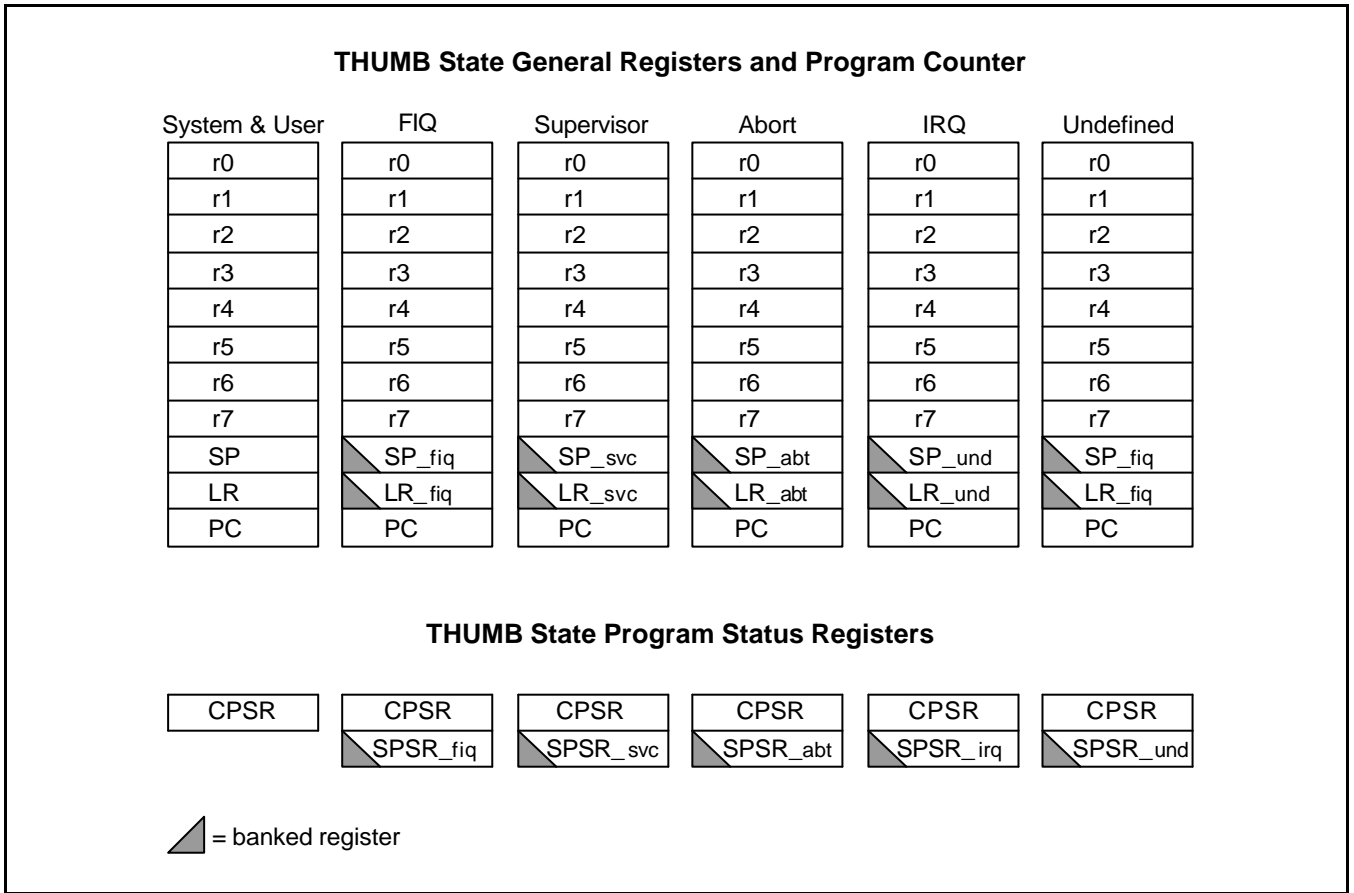 THUMB State General Registers and Program Counter
System & User FIQ Supervisor Abort IRQ Undefined
r0 r0 r0 r0 r0 r0
r1 r1 r1 r1 r1 r1
r2 r2 r2 r2 r2 r2
r3 r3 r3 r3 r3 r3
r4 r4 r4 r4 r4 r4
r5 r5 r5 r5 r5 r5
r6 r6 r6 r6 r6 r6
r7 r7 r7 r7 r7 r7
SP SP_fiq SP_svc SP_abt SP_und SP_fiq
LR LR_fiq LR_svc LR_abt LR_und LR_fiq
PC PC PC PC PC PC
THUMB State Program Status Registers
CPSR CPSR CPSR CPSR CPSR CPSR
SPSR_fiq SPSR_svc SPSR_abt SPSR_irq SPSR_und
= banked register